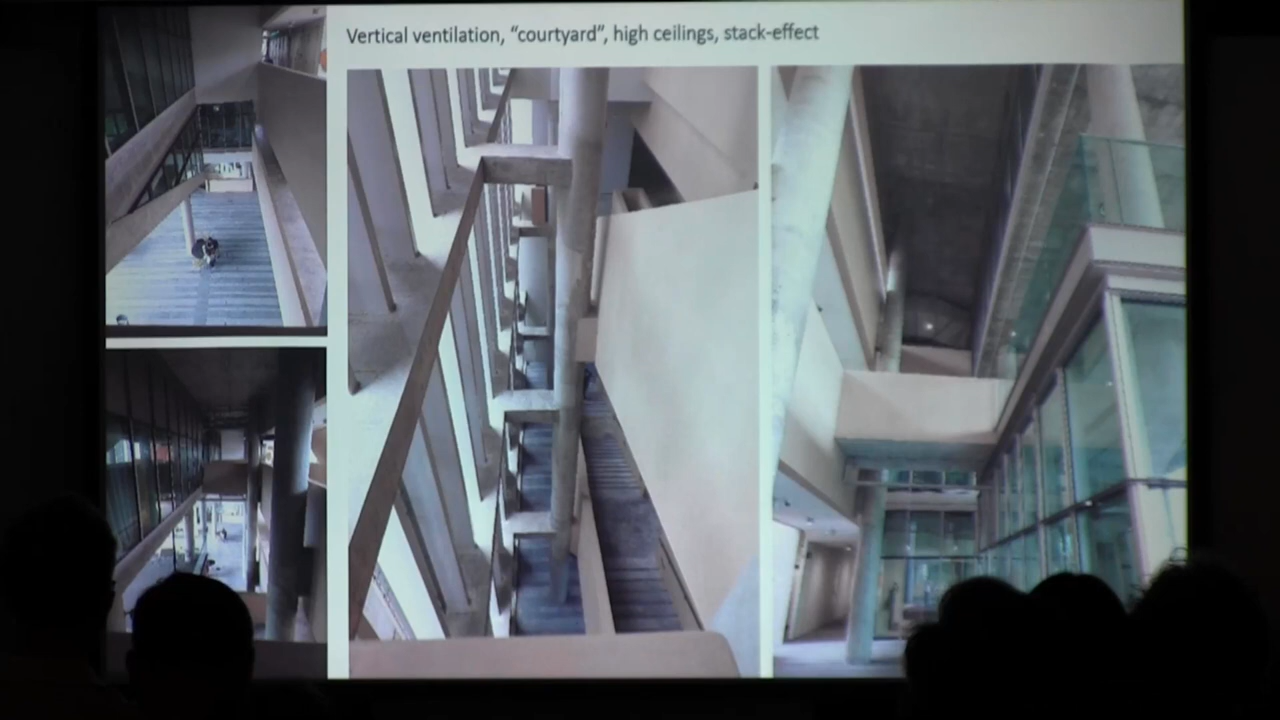 Vertical ventilation, “courtyard”, high ceilings, stack-effect